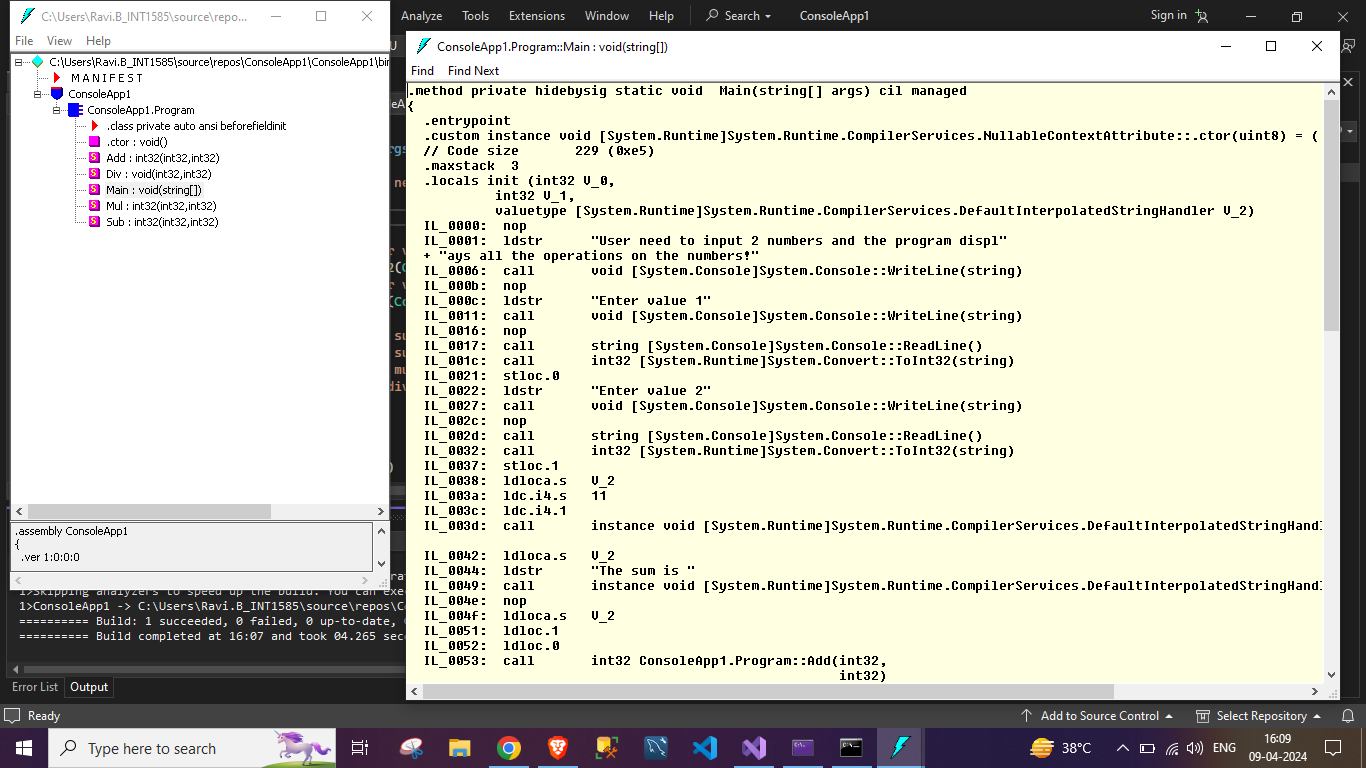 C:\Users\Ravi.B_INT1585\source\repo...
File View Help
C:\Users\Ravi.B_INT1585\source\repos\ConsoleApp1\ConsoleApp1\bin
M A N I F E S T
ConsoleApp1
ConsoleApp1.Program
.class private auto ansi beforefieldinit
.ctor : void()
Add : int32(int32,int32)
Div : void(int32,int32)
Main : void(string[])
Mul : int32(int32,int32)
Sub : int32(int32,int32)
.assembly ConsoleApp1
{
.ver 1:0:0:0
Analyze Tools Extensions Window Help Search ConsoleApp1 Sign in
ConsoleApp1.Program::Main : void(string[])
Find Find Next
.method private hidebysig static void  Main(string[] args) cil managed
{
.entrypoint
.custom instance void [System.Runtime]System.Runtime.CompilerServices.NullableContextAttribute::.ctor(uint8) = (
// Code size       229 (0xe5)
.maxstack  3
.locals init (int32 V_0,
int32 V_1,
valuetype [System.Runtime]System.Runtime.CompilerServices.DefaultInterpolatedStringHandler V_2)
IL_0000:  nop
IL_0001:  ldstr      "User need to input 2 numbers and the program displ"
+ "ays all the operations on the numbers!"
IL_0006:  call       void [System.Console]System.Console::WriteLine(string)
IL_000b:  nop
IL_000c:  ldstr      "Enter value 1"
IL_0011:  call       void [System.Console]System.Console::WriteLine(string)
IL_0016:  nop
IL_0017:  call       string [System.Console]System.Console::ReadLine()
IL_001c:  call       int32 [System.Runtime]System.Convert::ToInt32(string)
IL_0021:  stloc.0
IL_0022:  ldstr      "Enter value 2"
IL_0027:  call       void [System.Console]System.Console::WriteLine(string)
IL_002c:  nop
IL_002d:  call       string [System.Console]System.Console::ReadLine()
IL_0032:  call       int32 [System.Runtime]System.Convert::ToInt32(string)
IL_0037:  stloc.1
IL_0038:  ldloca.s   V_2
IL_003a:  ldc.i4.s   11
IL_003c:  ldc.i4.1
IL_003d:  call       instance void [System.Runtime]System.Runtime.CompilerServices.DefaultInterpolatedStringHandl
IL_0042:  ldloca.s   V_2
IL_0044:  ldstr      "The sum is "
IL_0049:  call       instance void [System.Runtime]System.Runtime.CompilerServices.DefaultInterpolatedStringHandl
IL_004e:  nop
IL_004f:  ldloca.s   V_2
IL_0051:  ldloc.1
IL_0052:  ldloc.0
IL_0053:  call       int32 ConsoleApp1.Program::Add(int32,
int32)
1>Skipping analyzers to speed up the build. You can exe
1>ConsoleApp1 -> C:\Users\Ravi.B_INT1585\source\repos\Co
========== Build: 1 succeeded, 0 failed, 0 up-to-date,
========== Build completed at 16:07 and took 04.265 sec
Error List Output
Ready Add to Source Control Select Repository
Type here to search 38°C ENG 16:09
09-04-2024